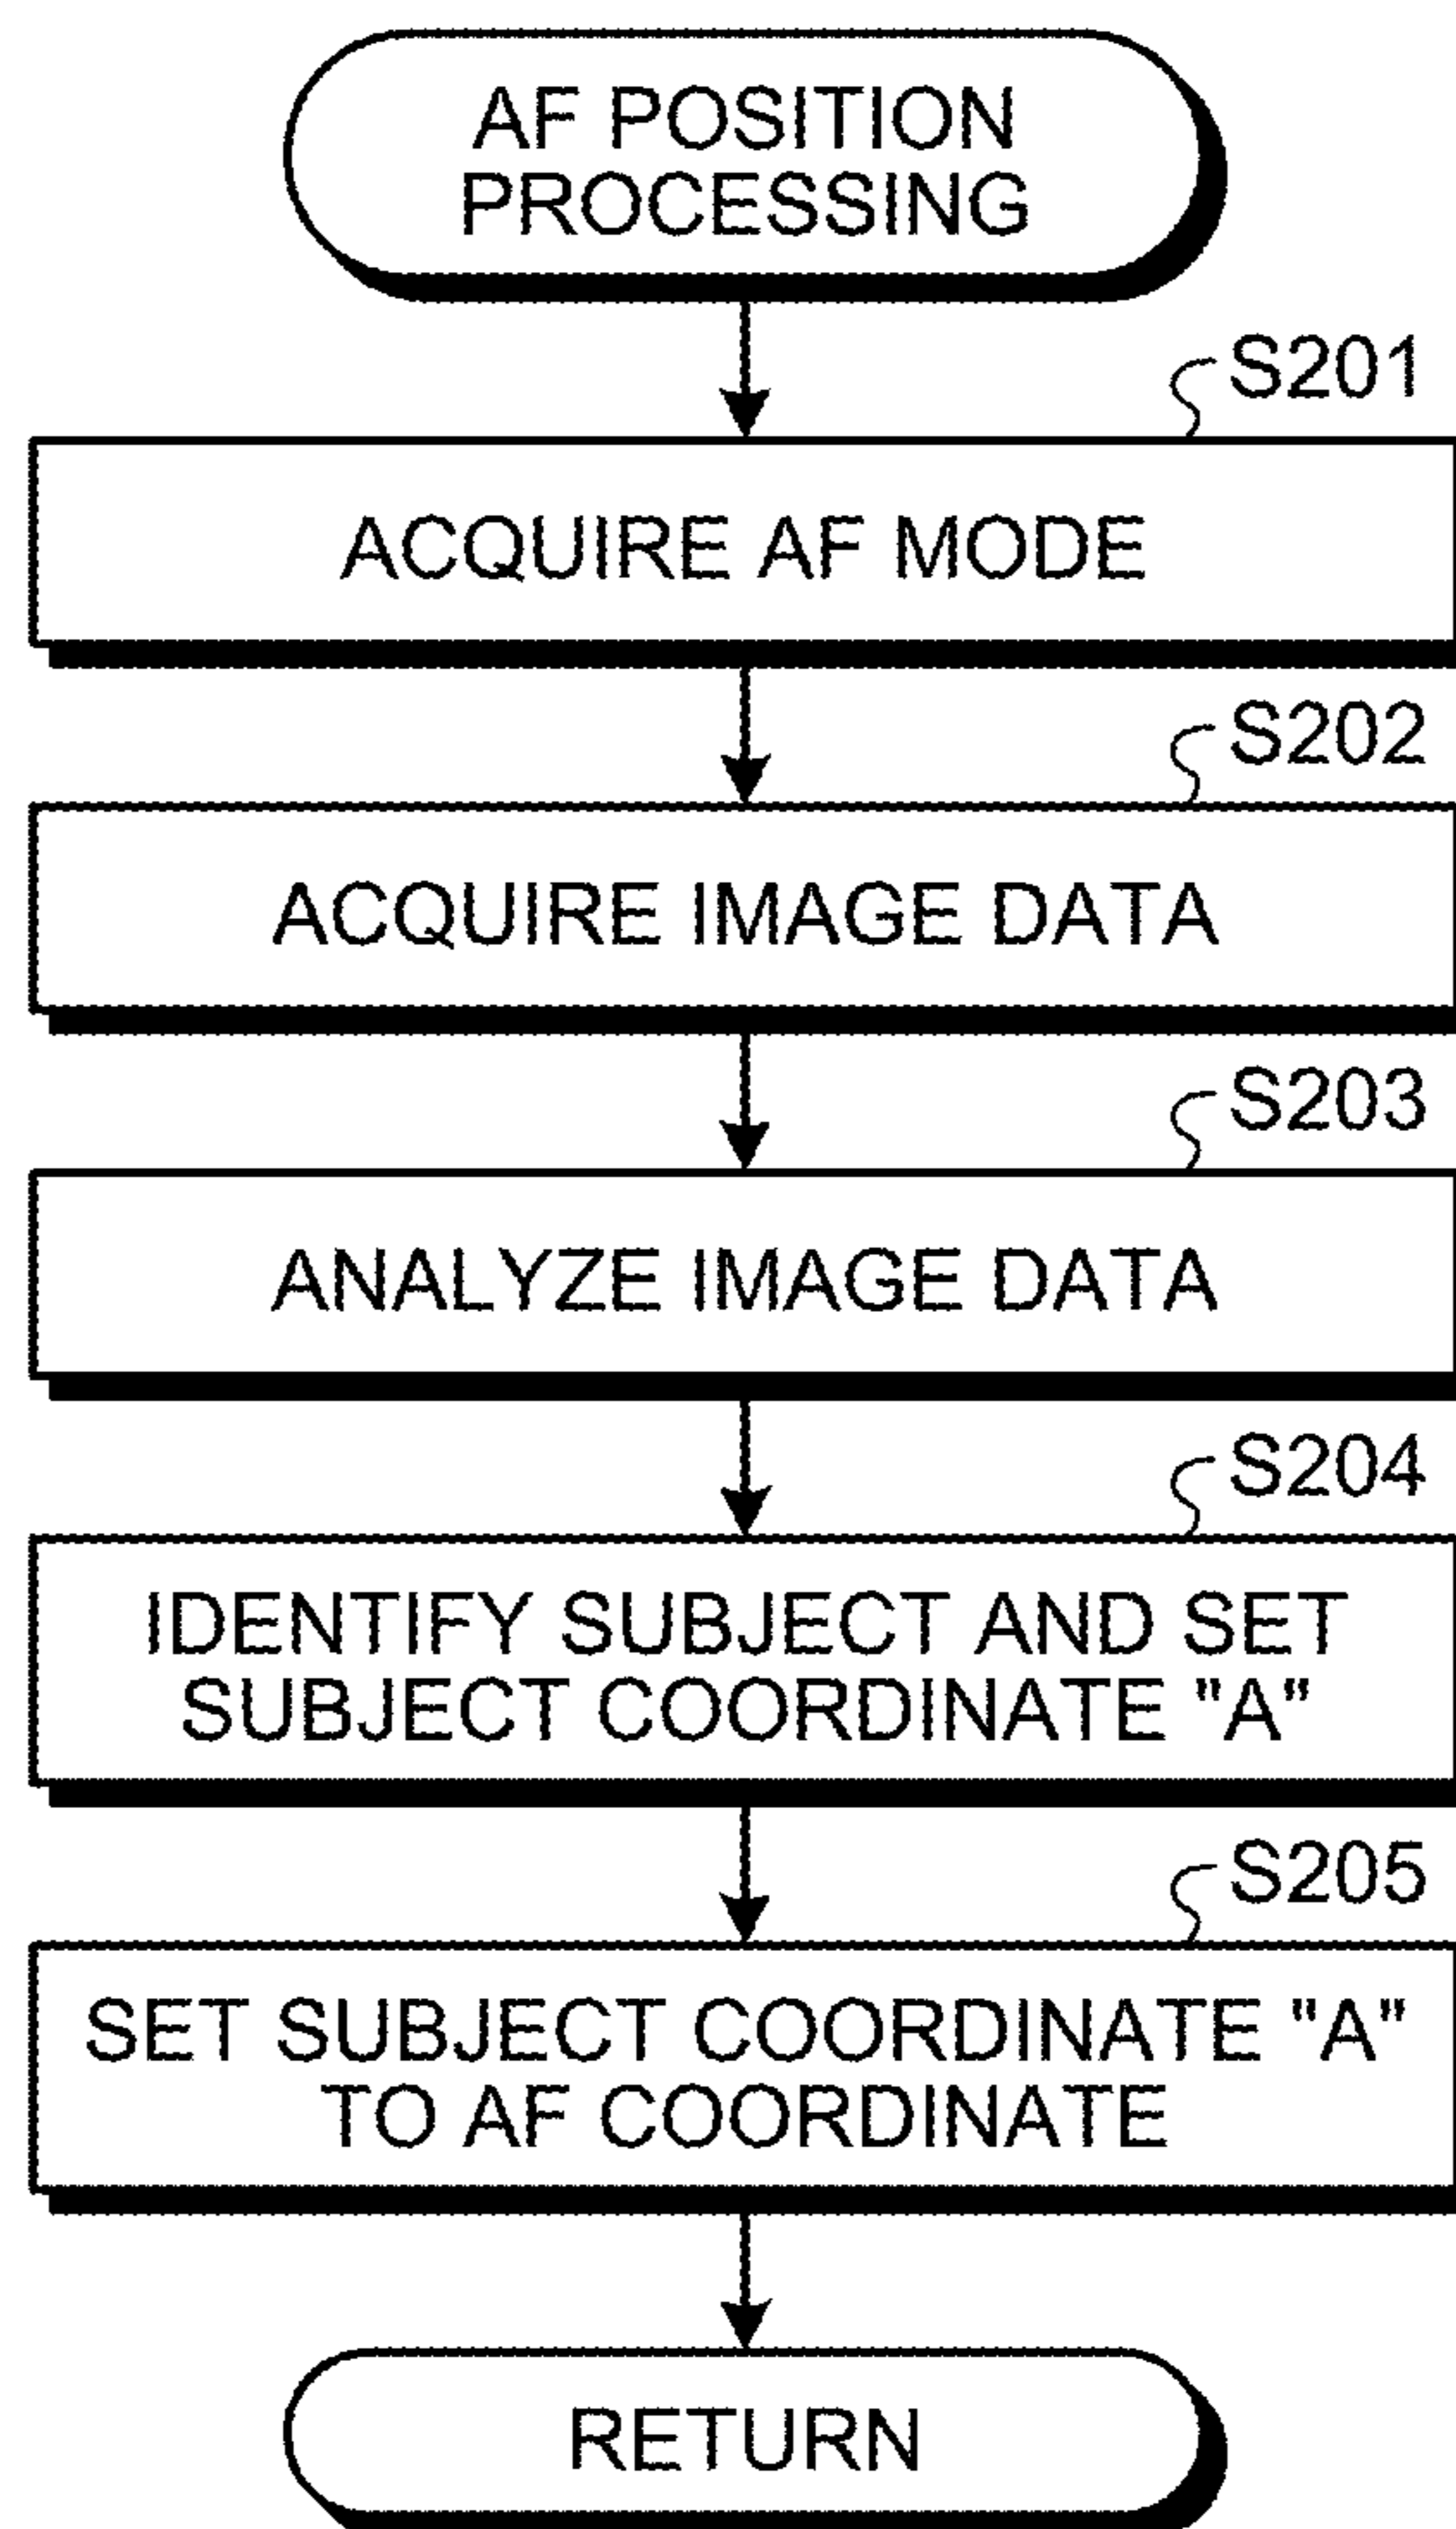 AF POSITION
PROCESSING
S201
ACQUIRE AF MODE
S202
ACQUIRE IMAGE DATA
S203
ANALYZE IMAGE DATA
S204
IDENTIFY SUBJECT AND SET
SUBJECT COORDINATE "A"
S205
SET SUBJECT COORDINATE "A"
TO AF COORDINATE
RETURN